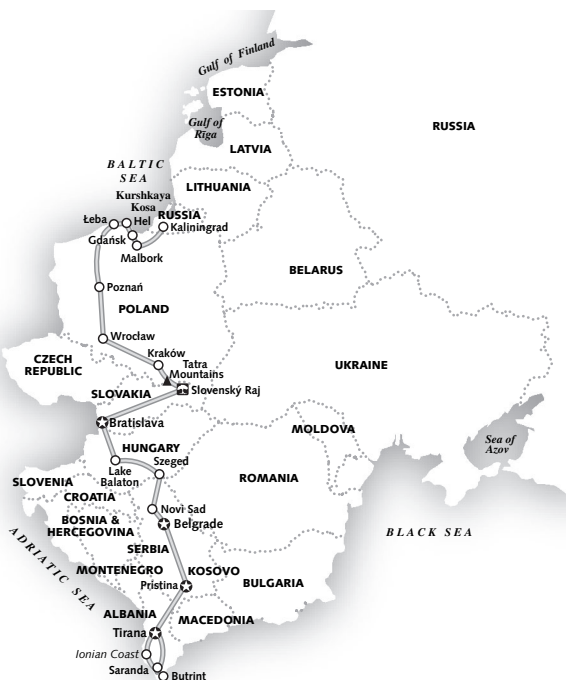 Gulf of Finland
ESTONIA
Gulf of
Rīga
RUSSIA
LATVIA
BALTIC
SEA
LITHUANIA
Kurshkaya
Kosa
Łeba
Hel
RUSSIA
Kaliningrad
Gdańsk
Malbork
BELARUS
Poznań
POLAND
Wrocław
Kraków
CZECH
REPUBLIC
Tatra
Mountains
UKRAINE
SLOVAKIA
Slovenský Raj
Bratislava
MOLDOVA
Sea of
Azov
HUNGARY
Lake
Balaton
Szeged
ROMANIA
SLOVENIA
CROATIA
Novi Sad
BOSNIA &
HERCEGOVINA
Belgrade
BLACK SEA
ADRIATIC SEA
SERBIA
MONTENEGRO
KOSOVO
Pristina
BULGARIA
ALBANIA
MACEDONIA
Tirana
Ionian Coast
Saranda
Butrint